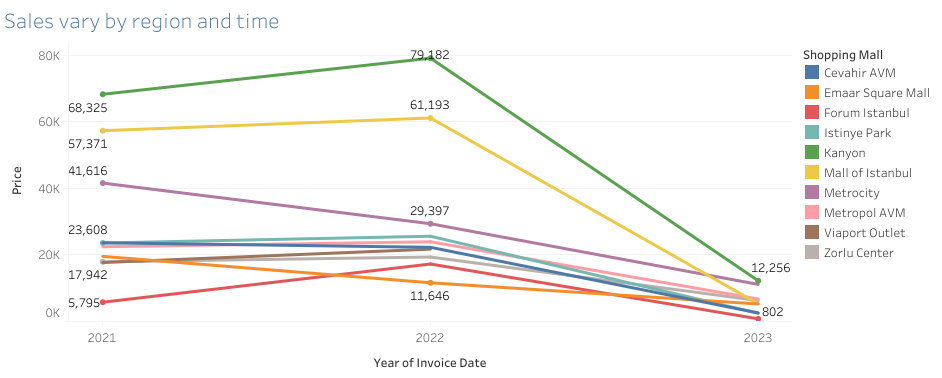 Sales vary by region and time
Shopping Mall
Cevahir AVM
Emaar Square Mall
Forum Istanbul
Istinye Park
Kanyon
Mall of Istanbul
Metrocity
Metropol AVM
Viaport Outlet
Zorlu Center
Price
80K
60K
40K
20K
0K
79,182
68,325
61,193
57,371
41,616
29,397
23,608
17,942
12,256
11,646
5,795
802
2021
2022
2023
Year of Invoice Date